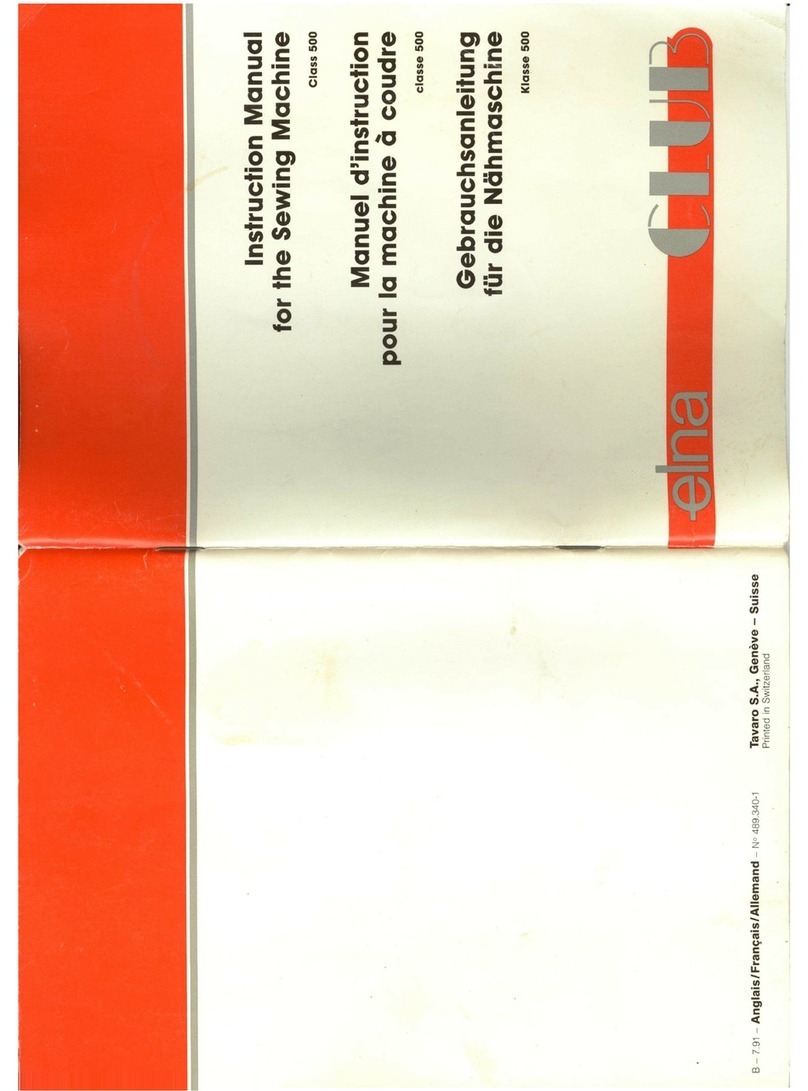 Instruction Manual
for the Sewing Machine
Class 500
Manuel d'instruction
pour la machine à coudre
classe 500
Gebrauchsanleitung
für die Nähmaschine
Klasse 500
elna CLUB
B – 7.91 – Anglais/Français/Allemand – Nº 489.340-1
Tavaro S.A., Genève – Suisse
Printed in Switzerland